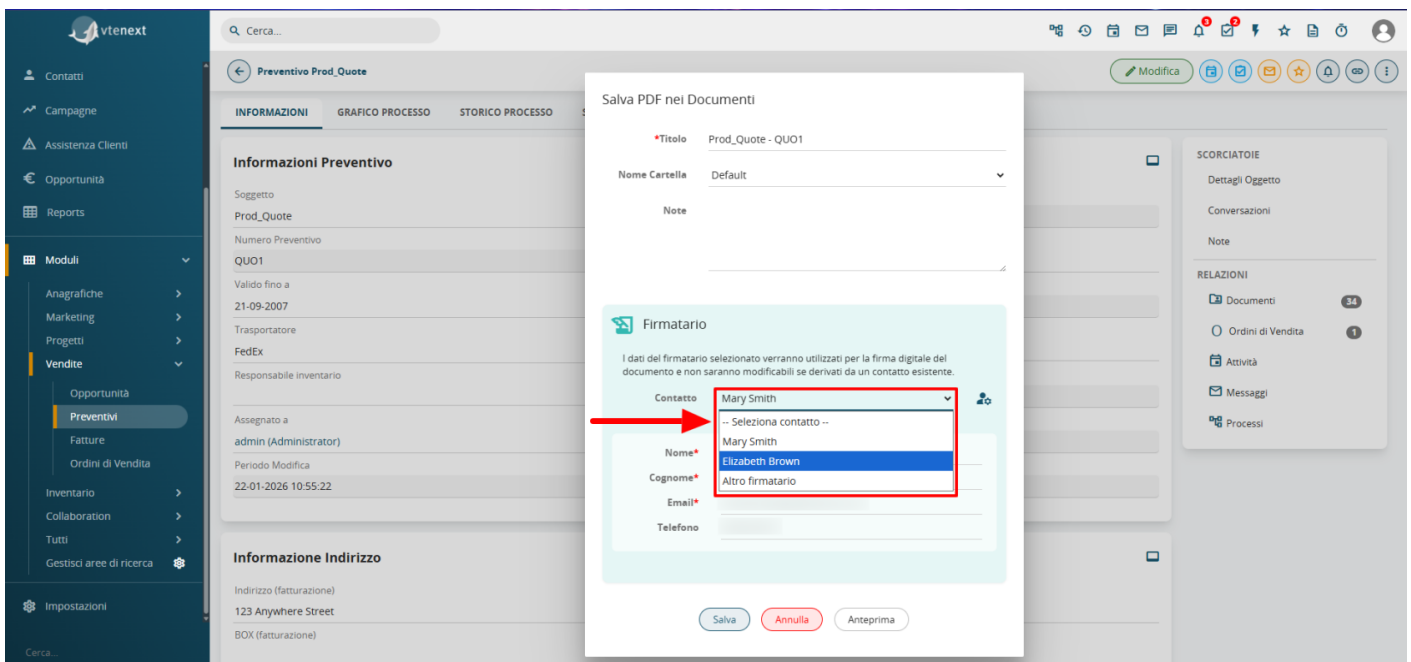 vtenext
Cerca...
3
2
Contatti
Campagne
Assistenza Clienti
Opportunità
Reports
Moduli
Anagrafiche
Marketing
Progetti
Vendite
Opportunità
Preventivi
Fatture
Ordini di Vendita
Inventario
Collaboration
Tutti
Gestisci aree di ricerca
Impostazioni
Cerca...
Preventivo Prod_Quote
Modifica
INFORMAZIONI GRAFICO PROCESSO STORICO PROCESSO
Informazioni Preventivo
Soggetto
Prod_Quote
Numero Preventivo
QUO1
Valido fino a
21-09-2007
Trasportatore
FedEx
Responsabile inventario
Assegnato a
admin (Administrator)
Periodo Modifica
22-01-2026 10:55:22
Informazione Indirizzo
Indirizzo (fatturazione)
123 Anywhere Street
BOX (fatturazione)
Salva PDF nei Documenti
*Titolo Prod_Quote - QUO1
Nome Cartella Default
Note
Firmatario
I dati del firmatario selezionato verranno utilizzati per la firma digitale del
documento e non saranno modificabili se derivati da un contatto esistente.
Contatto Mary Smith
-- Seleziona contatto --
Mary Smith
Elizabeth Brown
Altro firmatario
Nome*
Cognome*
Email*
Telefono
Salva Annulla Anteprima
SCORCIATOIE
Dettagli Oggetto
Conversazioni
Note
RELAZIONI
Documenti 34
Ordini di Vendita 1
Attività
Messaggi
Processi